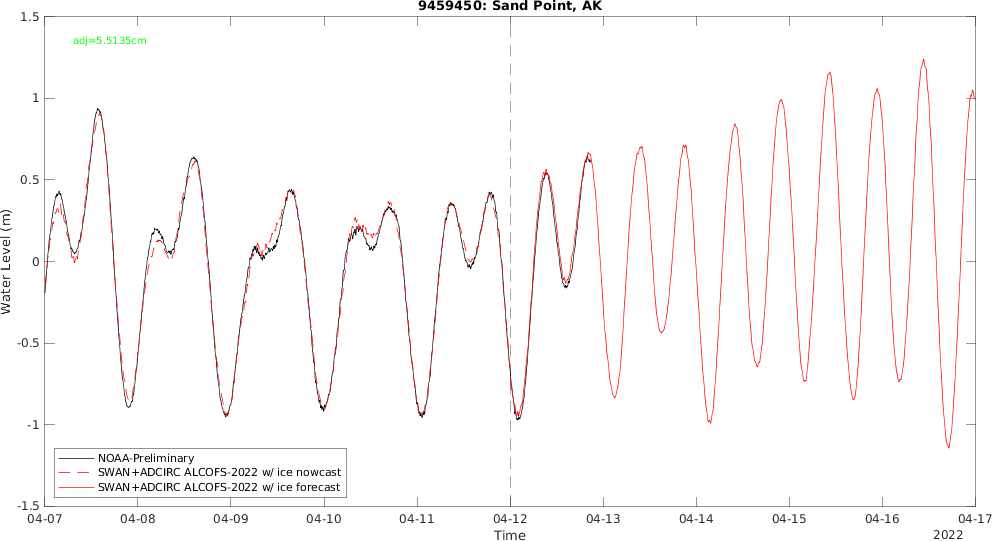 9459450: Sand Point, AK
adj=5.5135cm
1.5
1
0.5
0
-0.5
-1
-1.5
Water Level (m)
NOAA-Preliminary
SWAN+ADCIRC ALCOFS-2022 w/ ice nowcast
SWAN+ADCIRC ALCOFS-2022 w/ ice forecast
04-07 04-08 04-09 04-10 04-11 04-12 04-13 04-14 04-15 04-16 04-17
Time
2022